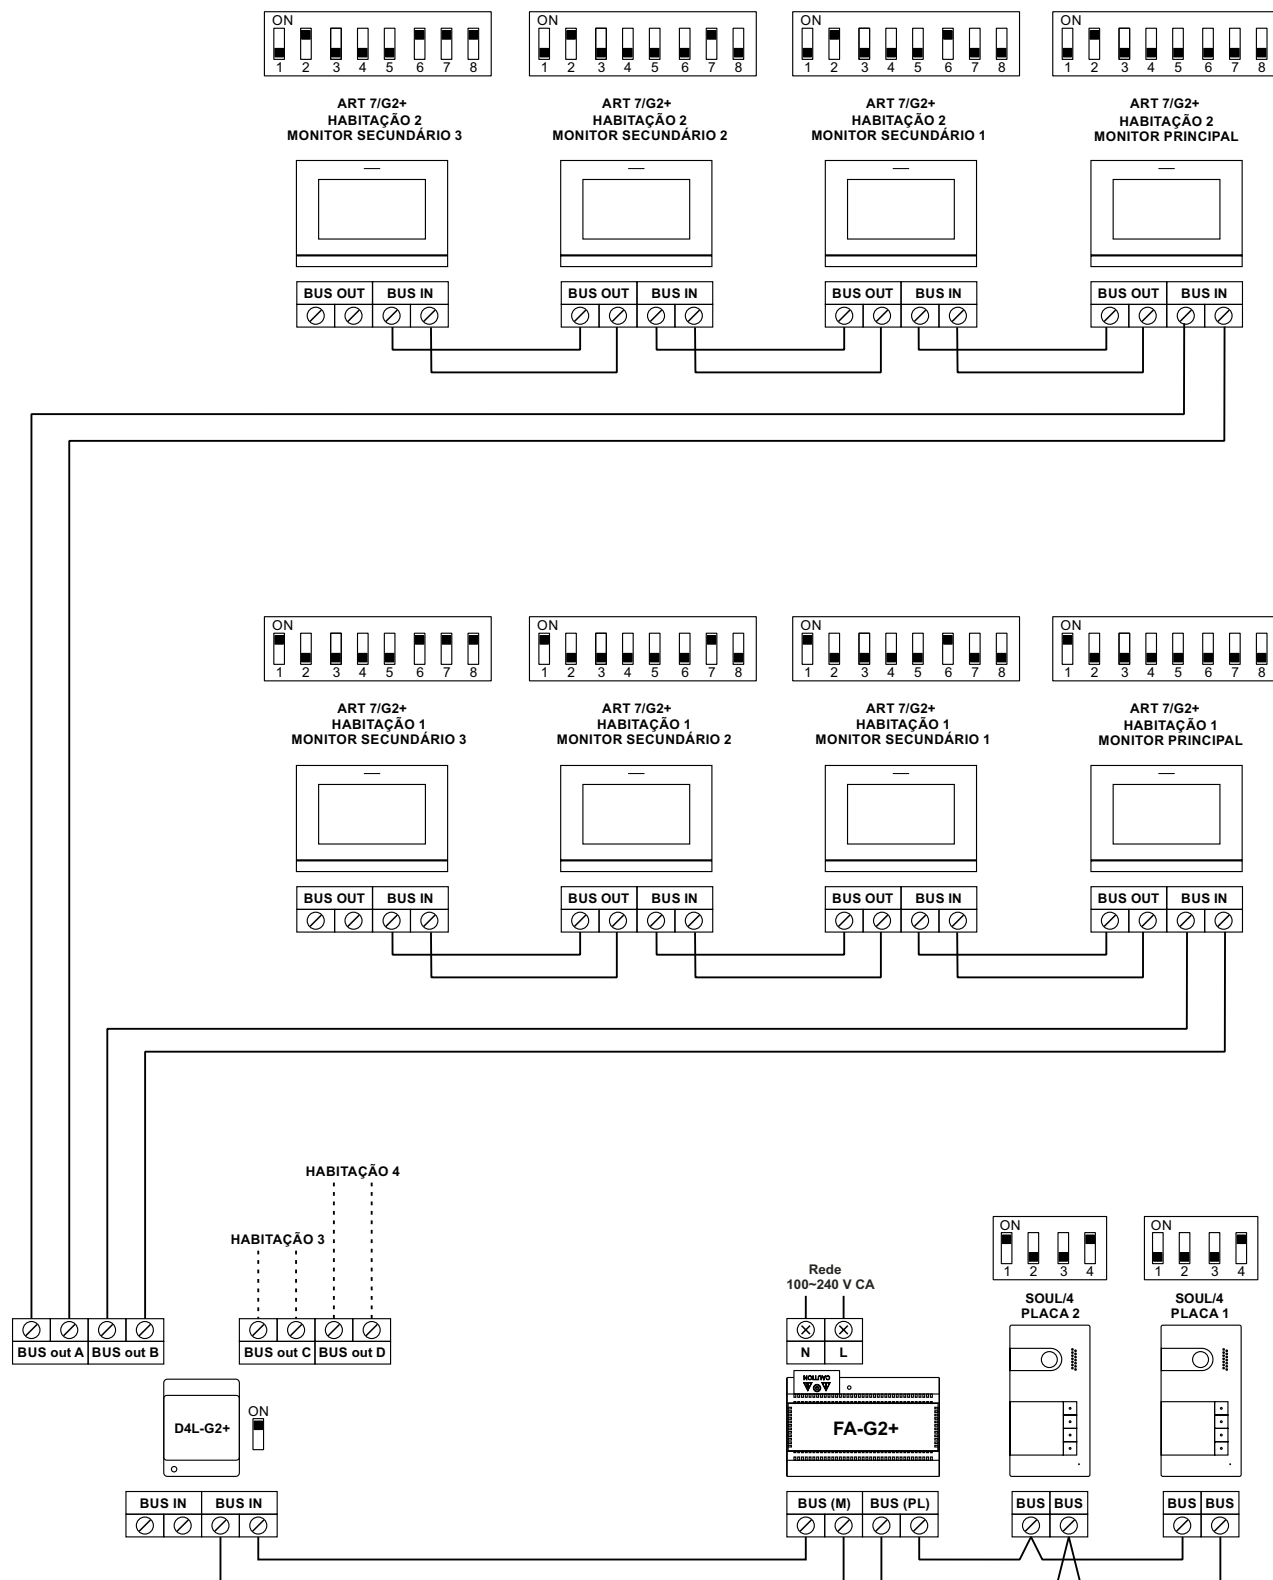 ON ON ON ON
1 2 3 4 5 6 7 8 1 2 3 4 5 6 7 8 1 2 3 4 5 6 7 8 1 2 3 4 5 6 7 8
ART 7/G2+
HABITAÇÃO 2
MONITOR SECUNDÁRIO 3
ART 7/G2+
HABITAÇÃO 2
MONITOR SECUNDÁRIO 2
ART 7/G2+
HABITAÇÃO 2
MONITOR SECUNDÁRIO 1
ART 7/G2+
HABITAÇÃO 2
MONITOR PRINCIPAL
BUS OUT BUS IN BUS OUT BUS IN BUS OUT BUS IN BUS OUT BUS IN
ON ON ON ON
1 2 3 4 5 6 7 8 1 2 3 4 5 6 7 8 1 2 3 4 5 6 7 8 1 2 3 4 5 6 7 8
ART 7/G2+
HABITAÇÃO 1
MONITOR SECUNDÁRIO 3
ART 7/G2+
HABITAÇÃO 1
MONITOR SECUNDÁRIO 2
ART 7/G2+
HABITAÇÃO 1
MONITOR SECUNDÁRIO 1
ART 7/G2+
HABITAÇÃO 1
MONITOR PRINCIPAL
BUS OUT BUS IN BUS OUT BUS IN BUS OUT BUS IN BUS OUT BUS IN
HABITAÇÃO 4
HABITAÇÃO 3
Rede
100~240 V CA
ON
1 2 3 4
SOUL/4
PLACA 2
ON
1 2 3 4
SOUL/4
PLACA 1
BUS out A BUS out B BUS out C BUS out D
N L
CAUTION
D4L-G2+
ON
FA-G2+
BUS IN BUS IN BUS (M) BUS (PL) BUS BUS BUS BUS